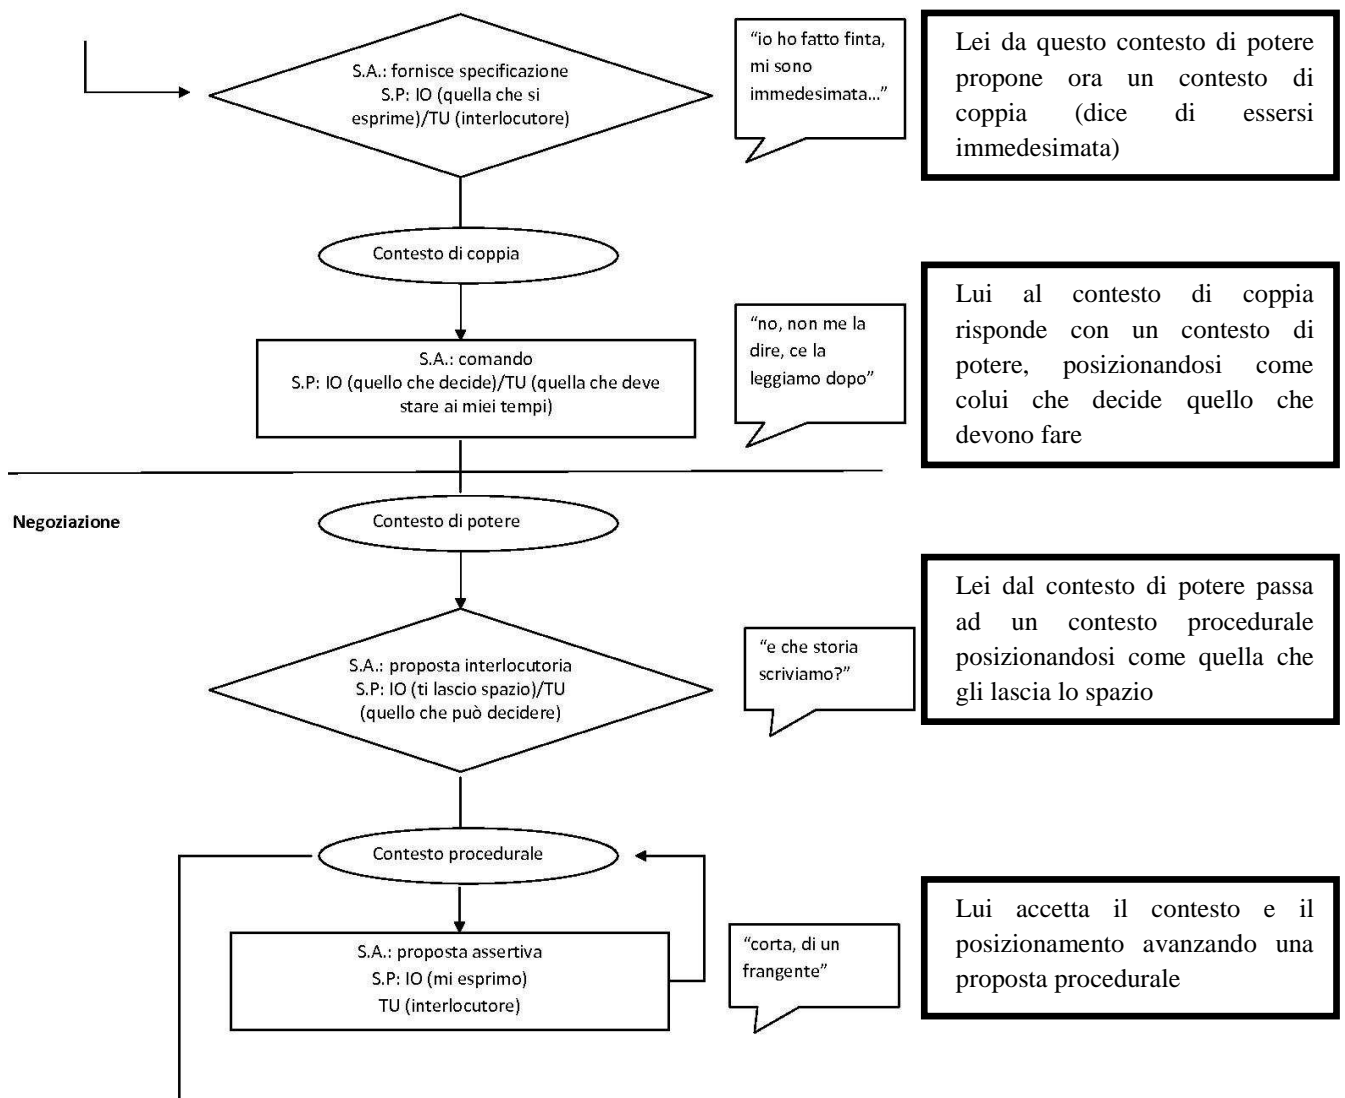 S.A.: fornisce specificazione
S.P: IO (quella che si
esprime)/TU (interlocutore)
“io ho fatto finta,
mi sono
immedesimata...”
Lei da questo contesto di potere
propone ora un contesto di
coppia (dice di essersi
immedesimata)
Contesto di coppia
S.A.: comando
S.P: IO (quello che decide)/TU (quella che deve
stare ai miei tempi)
“no, non me la
dire, ce la
leggiamo dopo”
Lui al contesto di coppia
risponde con un contesto di
potere, posizionandosi come
colui che decide quello che
devono fare
Negoziazione
Contesto di potere
S.A.: proposta interlocutoria
S.P: IO (ti lascio spazio)/TU
(quello che può decidere)
“e che storia
scriviamo?”
Lei dal contesto di potere passa
ad un contesto procedurale
posizionandosi come quella che
gli lascia lo spazio
Contesto procedurale
S.A.: proposta assertiva
S.P: IO (mi esprimo)
TU (interlocutore)
“corta, di un
frangente”
Lui accetta il contesto e il
posizionamento avanzando una
proposta procedurale